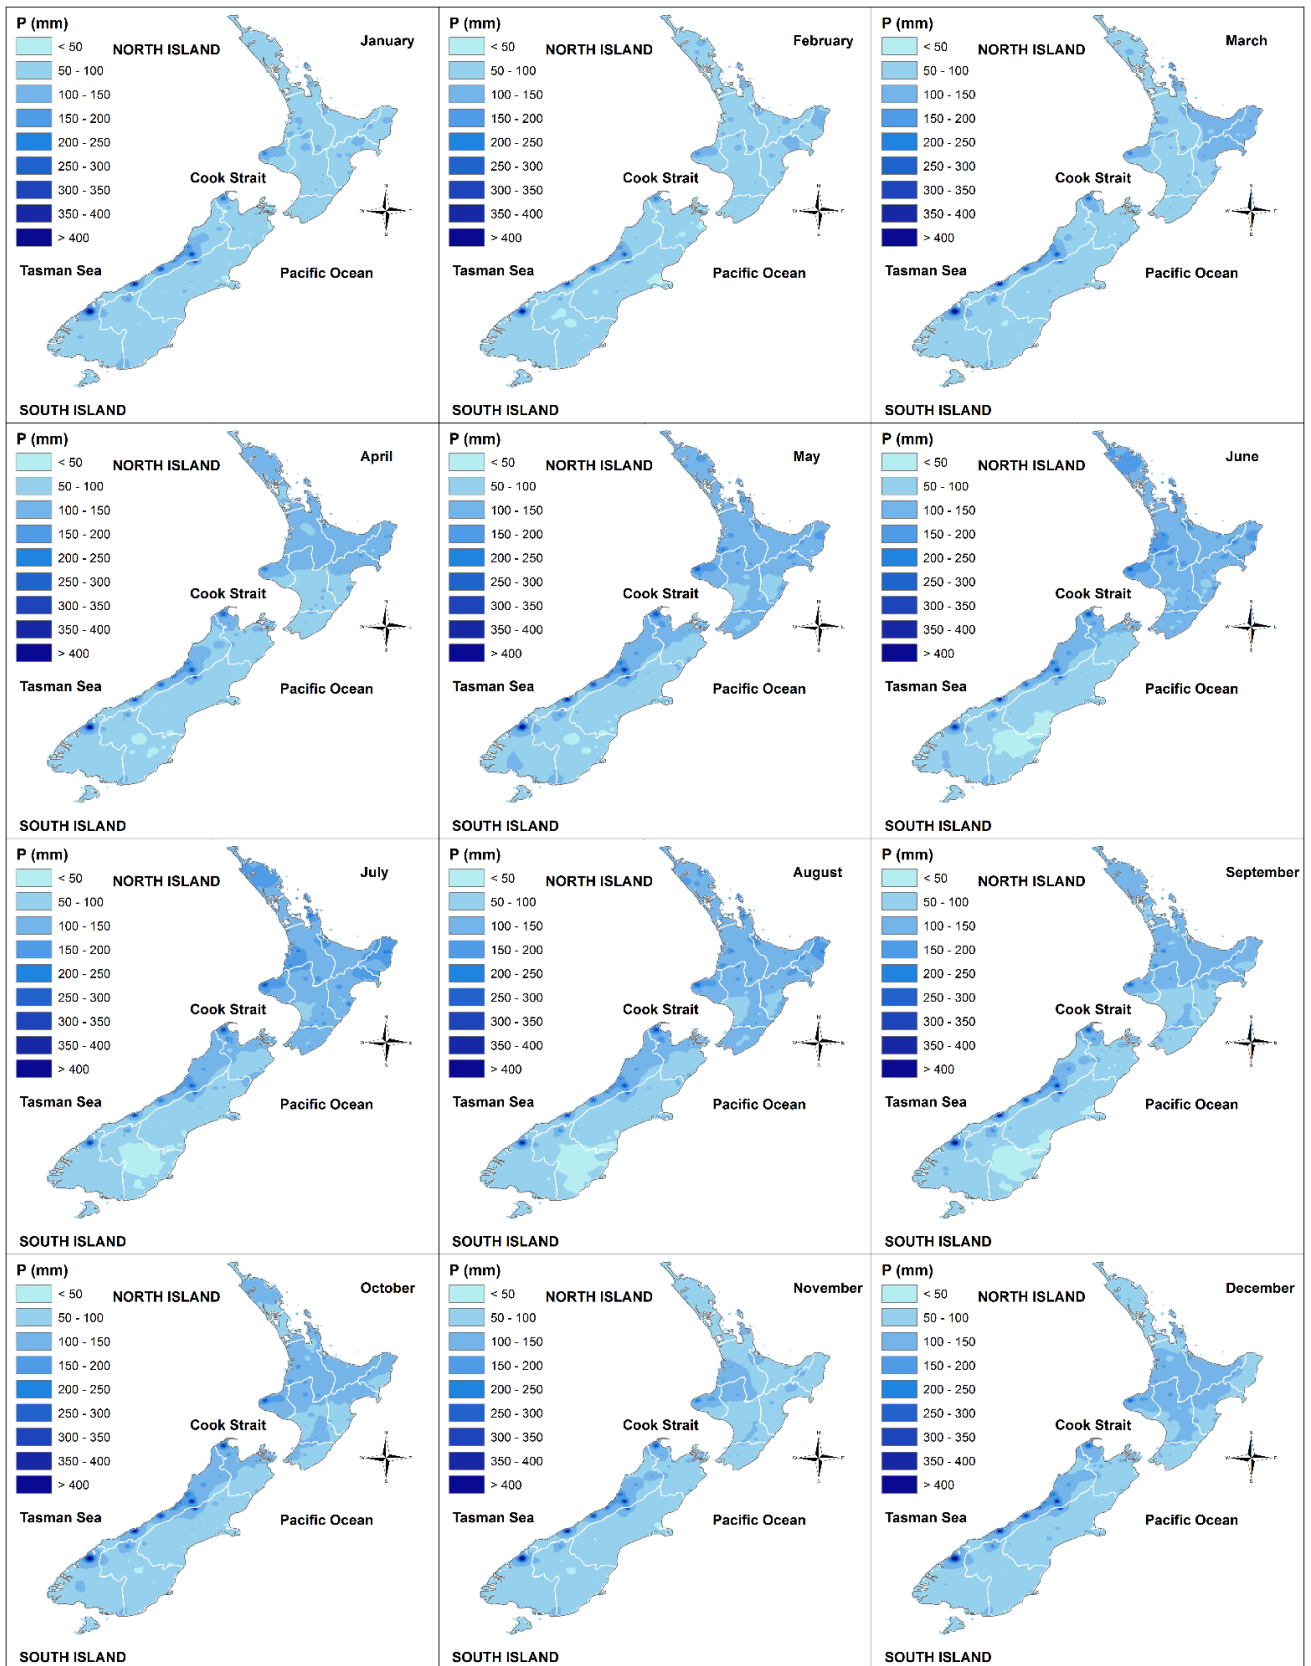 P (mm)
January
< 50
NORTH ISLAND
50 - 100
100 - 150
150 - 200
200 - 250
250 - 300
300 - 350
350 - 400
> 400
Cook Strait
N
W
E
S
Tasman Sea
Pacific Ocean
SOUTH ISLAND
P (mm)
February
< 50
NORTH ISLAND
50 - 100
100 - 150
150 - 200
200 - 250
250 - 300
300 - 350
350 - 400
> 400
Cook Strait
N
W
E
S
Tasman Sea
Pacific Ocean
SOUTH ISLAND
P (mm)
March
< 50
NORTH ISLAND
50 - 100
100 - 150
150 - 200
200 - 250
250 - 300
300 - 350
350 - 400
> 400
Cook Strait
N
W
E
S
Tasman Sea
Pacific Ocean
SOUTH ISLAND
P (mm)
April
< 50
NORTH ISLAND
50 - 100
100 - 150
150 - 200
200 - 250
250 - 300
300 - 350
350 - 400
> 400
Cook Strait
N
W
E
S
Tasman Sea
Pacific Ocean
SOUTH ISLAND
P (mm)
May
< 50
NORTH ISLAND
50 - 100
100 - 150
150 - 200
200 - 250
250 - 300
300 - 350
350 - 400
> 400
Cook Strait
N
W
E
S
Tasman Sea
Pacific Ocean
SOUTH ISLAND
P (mm)
June
< 50
NORTH ISLAND
50 - 100
100 - 150
150 - 200
200 - 250
250 - 300
300 - 350
350 - 400
> 400
Cook Strait
N
W
E
S
Tasman Sea
Pacific Ocean
SOUTH ISLAND
P (mm)
July
< 50
NORTH ISLAND
50 - 100
100 - 150
150 - 200
200 - 250
250 - 300
300 - 350
350 - 400
> 400
Cook Strait
N
W
E
S
Tasman Sea
Pacific Ocean
SOUTH ISLAND
P (mm)
August
< 50
NORTH ISLAND
50 - 100
100 - 150
150 - 200
200 - 250
250 - 300
300 - 350
350 - 400
> 400
Cook Strait
N
W
E
S
Tasman Sea
Pacific Ocean
SOUTH ISLAND
P (mm)
September
< 50
NORTH ISLAND
50 - 100
100 - 150
150 - 200
200 - 250
250 - 300
300 - 350
350 - 400
> 400
Cook Strait
N
W
E
S
Tasman Sea
Pacific Ocean
SOUTH ISLAND
P (mm)
October
< 50
NORTH ISLAND
50 - 100
100 - 150
150 - 200
200 - 250
250 - 300
300 - 350
350 - 400
> 400
Cook Strait
N
W
E
S
Tasman Sea
Pacific Ocean
SOUTH ISLAND
P (mm)
November
< 50
NORTH ISLAND
50 - 100
100 - 150
150 - 200
200 - 250
250 - 300
300 - 350
350 - 400
> 400
Cook Strait
N
W
E
S
Tasman Sea
Pacific Ocean
SOUTH ISLAND
P (mm)
December
< 50
NORTH ISLAND
50 - 100
100 - 150
150 - 200
200 - 250
250 - 300
300 - 350
350 - 400
> 400
Cook Strait
N
W
E
S
Tasman Sea
Pacific Ocean
SOUTH ISLAND